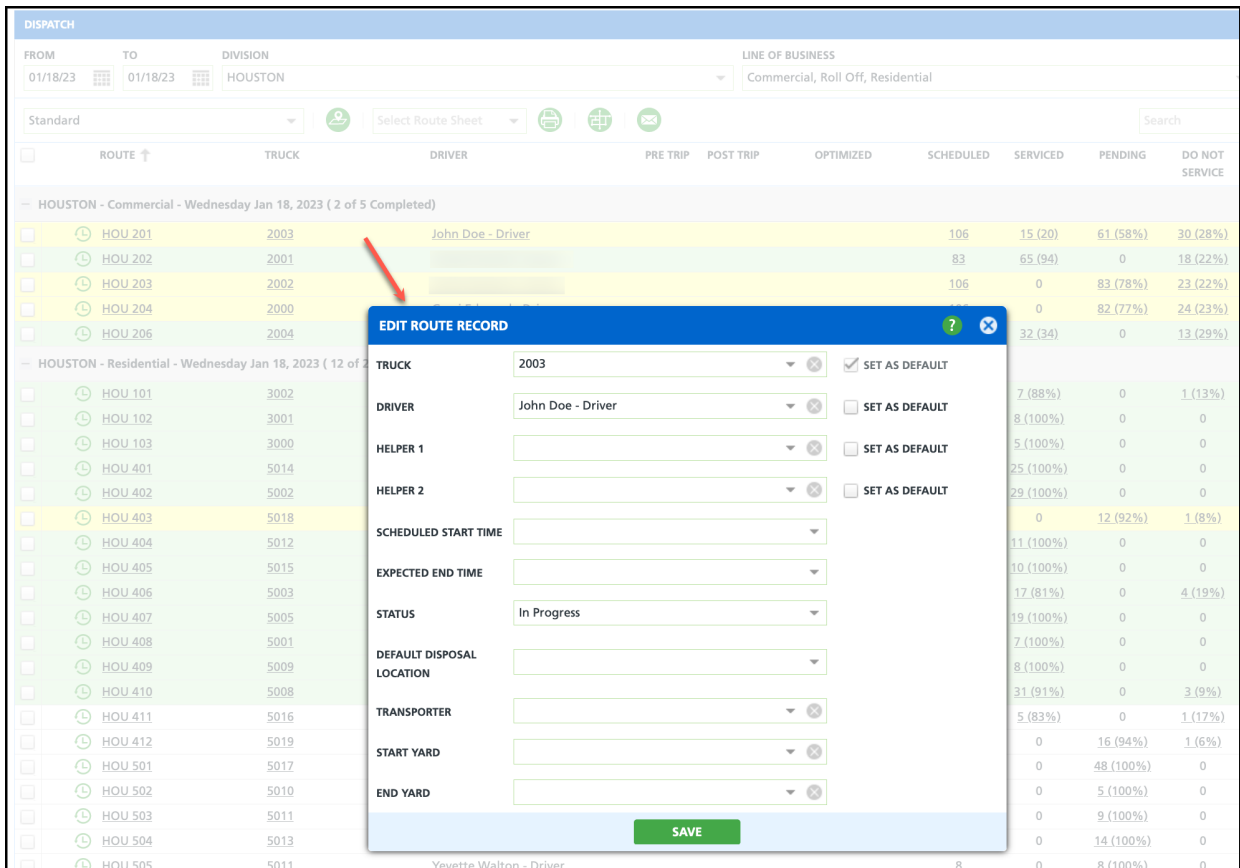 DISPATCH
FROM TO DIVISION LINE OF BUSINESS
01/18/23 01/18/23 HOUSTON Commercial, Roll Off, Residential
Standard Select Route Sheet Search
ROUTE TRUCK DRIVER PRE TRIP POST TRIP OPTIMIZED SCHEDULED SERVICED PENDING DO NOT
SERVICE
HOUSTON - Commercial - Wednesday Jan 18, 2023 ( 2 of 5 Completed)
HOU 201 2003 John Doe - Driver 106 15 (20) 61 (58%) 30 (28%)
HOU 202 2001 83 65 (94) 0 18 (22%)
HOU 203 2002 106 0 83 (78%) 23 (22%)
HOU 204 2000 0 82 (77%) 24 (23%)
EDIT ROUTE RECORD ?
HOU 206 2004 32 (34) 0 13 (29%)
HOUSTON - Residential - Wednesday Jan 18, 2023 ( 12 of
TRUCK 2003 SET AS DEFAULT
HOU 101 3002 7 (88%) 0 1 (13%)
DRIVER John Doe - Driver SET AS DEFAULT
HOU 102 3001 8 (100%) 0 0
HOU 103 3000 5 (100%) 0 0
HELPER 1 SET AS DEFAULT
HOU 401 5014 25 (100%) 0 0
HOU 402 5002 29 (100%) 0 0
HELPER 2 SET AS DEFAULT
HOU 403 5018 0 12 (92%) 1 (8%)
SCHEDULED START TIME
HOU 404 5012 11 (100%) 0 0
HOU 405 5015 10 (100%) 0 0
EXPECTED END TIME
HOU 406 5003 17 (81%) 0 4 (19%)
STATUS In Progress
HOU 407 5005 19 (100%) 0 0
HOU 408 5001 7 (100%) 0 0
DEFAULT DISPOSAL
LOCATION
HOU 409 5009 8 (100%) 0 0
HOU 410 5008 31 (91%) 0 3 (9%)
TRANSPORTER
HOU 411 5016 5 (83%) 0 1 (17%)
HOU 412 5019 0 16 (94%) 1 (6%)
START YARD
HOU 501 5017 0 48 (100%) 0
HOU 502 5010 0 5 (100%) 0
END YARD
HOU 503 5011 0 9 (100%) 0
SAVE
HOU 504 5013 0 14 (100%) 0
HOU 505 5011 Yevette Walton - Driver 8 0 8 (100%) 0